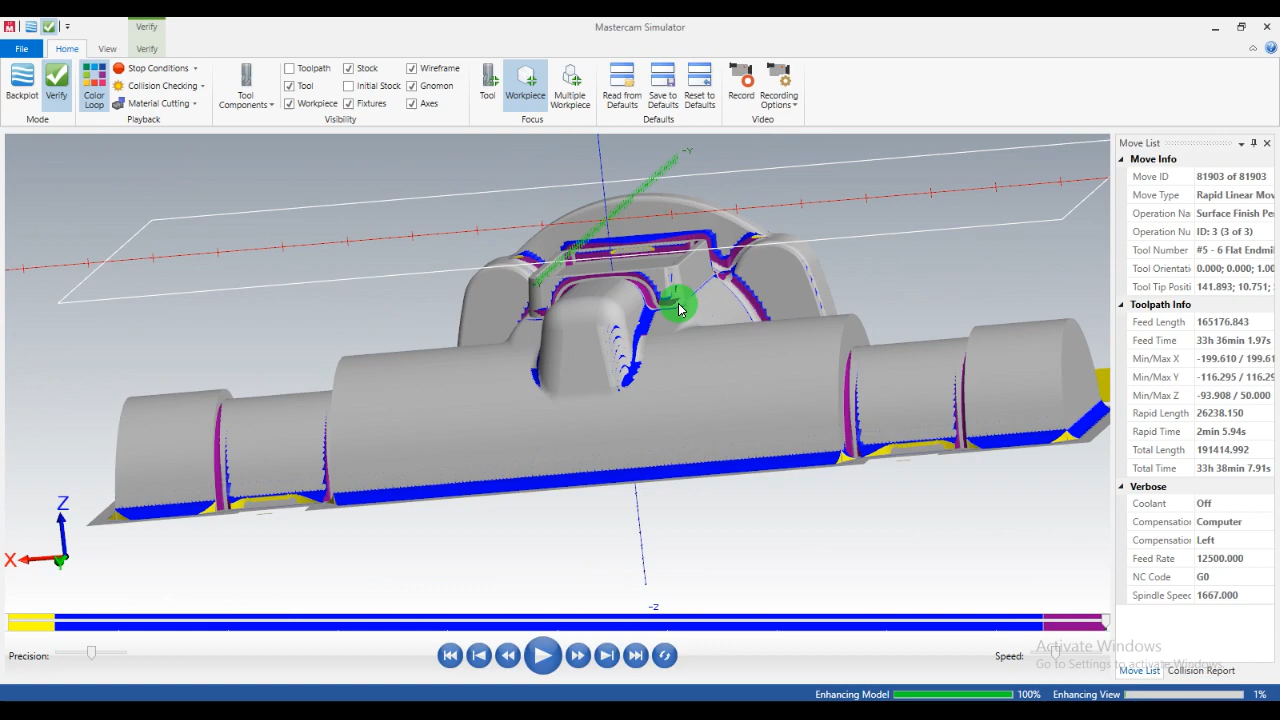 Verify
Mastercam Simulator
File
Home
View
Verify
Backplot
Verify
Mode
Color Loop
Stop Conditions
Collision Checking
Material Cutting
Playback
Tool Components
Toolpath
Stock
Wireframe
Tool
Initial Stock
Gnomon
Workpiece
Fixtures
Axes
Visibility
Tool
Workpiece
Multiple Workpiece
Focus
Read from Defaults
Save to Defaults
Reset to Defaults
Defaults
Record
Recording Options
Video
-Y
Z
X
-Z
Move List
Move Info
Move ID 81903 of 81903
Move Type Rapid Linear Mov
Operation Na Surface Finish Pe
Operation Nu ID: 3 (3 of 3)
Tool Number #5 - 6 Flat Endmil
Tool Orientati 0.000; 0.000; 1.00
Tool Tip Positi 141.893; 10.751;
Toolpath Info
Feed Length 165176.843
Feed Time 33h 36min 1.97s
Min/Max X -199.610 / 199.61
Min/Max Y -116.295 / 116.29
Min/Max Z -93.908 / 50.000
Rapid Length 26238.150
Rapid Time 2min 5.94s
Total Length 191414.992
Total Time 33h 38min 7.91s
Verbose
Coolant Off
Compensation Computer
Compensation Left
Feed Rate 12500.000
NC Code G0
Spindle Speed 1667.000
Activate Windows
Go to Settings to activate Windows.
Precision:
Speed:
Move List
Collision Report
Enhancing Model 100% Enhancing View 1%